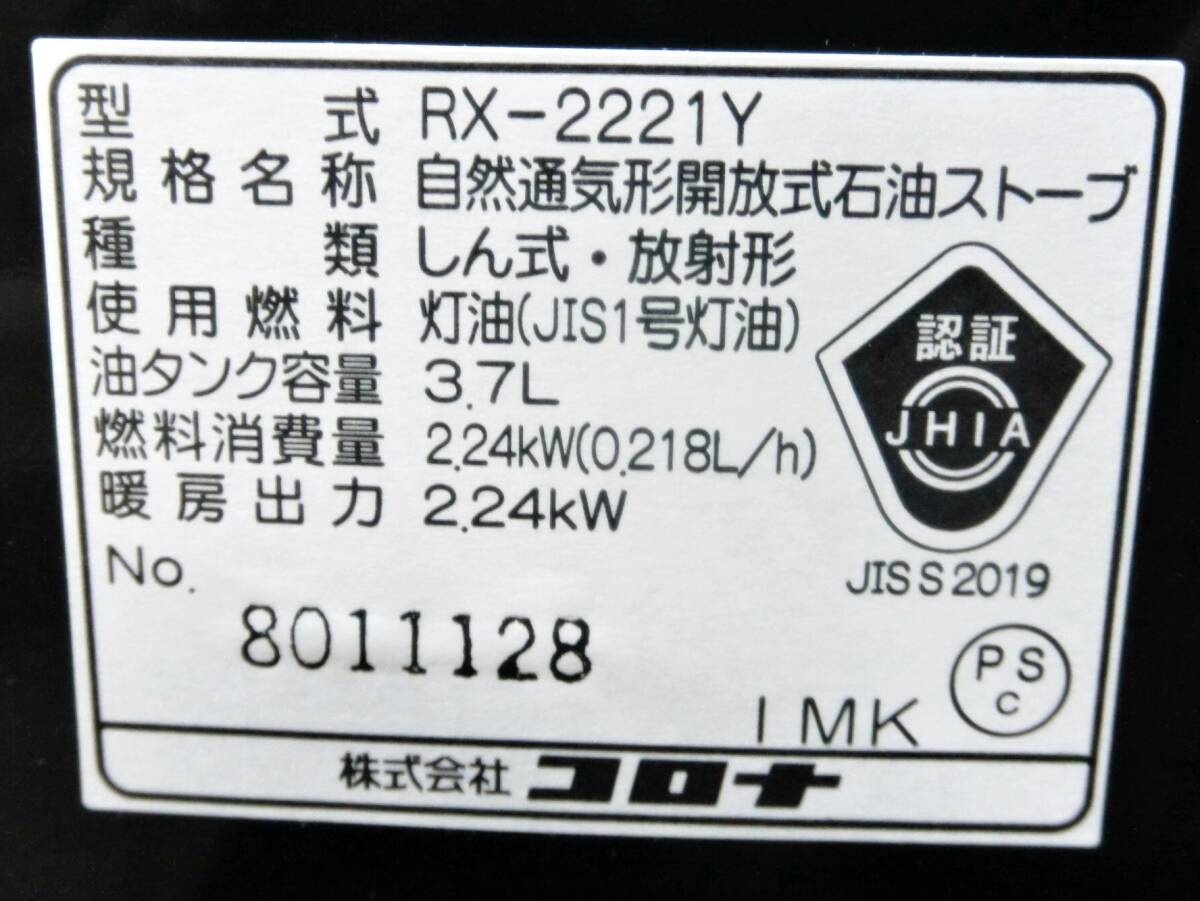 型式 RX-2221Y
規格名称 自然通気形開放式石油ストーブ
種類 しん式・放射形
使用燃料 灯油(JIS1号灯油)
油タンク容量 3.7L
燃料消費量 2.24kW(0.218L/h)
暖房出力 2.24kW
認証
JHIA
JIS S 2019
No.
8011128
PS
C
IMK
株式会社 コロナ